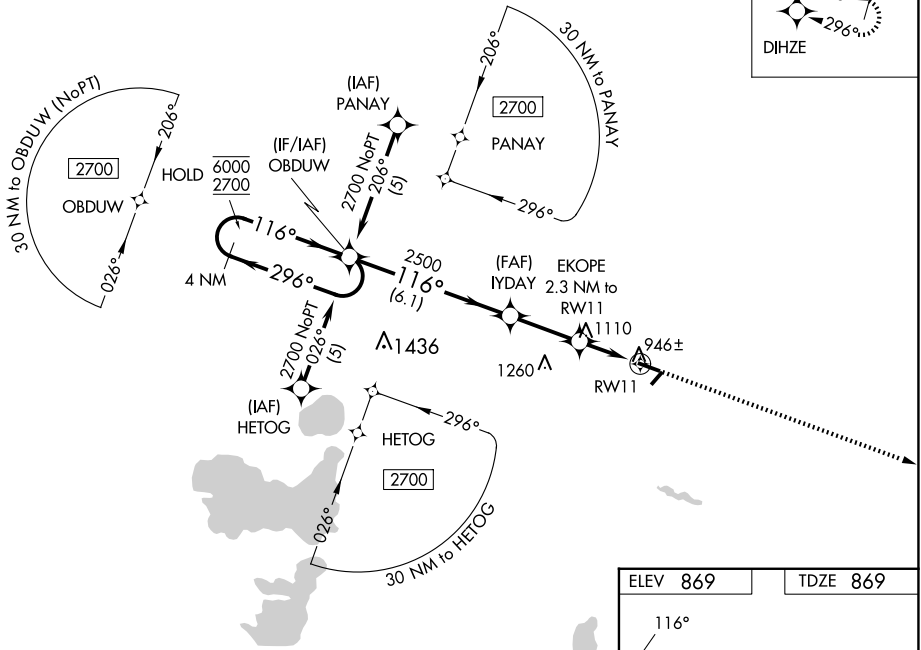 296°
DIHZE
206°
30 NM to PANAY
2700
PANAY
296°
(IAF)
PANAY
2700 NoPT
206°
(5)
30 NM to OBDUW (NoPT)
206°
2700
OBDUW
026°
HOLD
6000
2700
(IF/IAF)
OBDUW
116°
296°
4 NM
2500
116°
(6.1)
(FAF)
IYDAY
EKOPE
2.3 NM to
RW11
1110
946±
1260
RW11
1436
2700 NoPT
026°
(5)
(IAF)
HETOG
296°
HETOG
2700
026°
30 NM to HETOG
ELEV 869
TDZE 869
116°